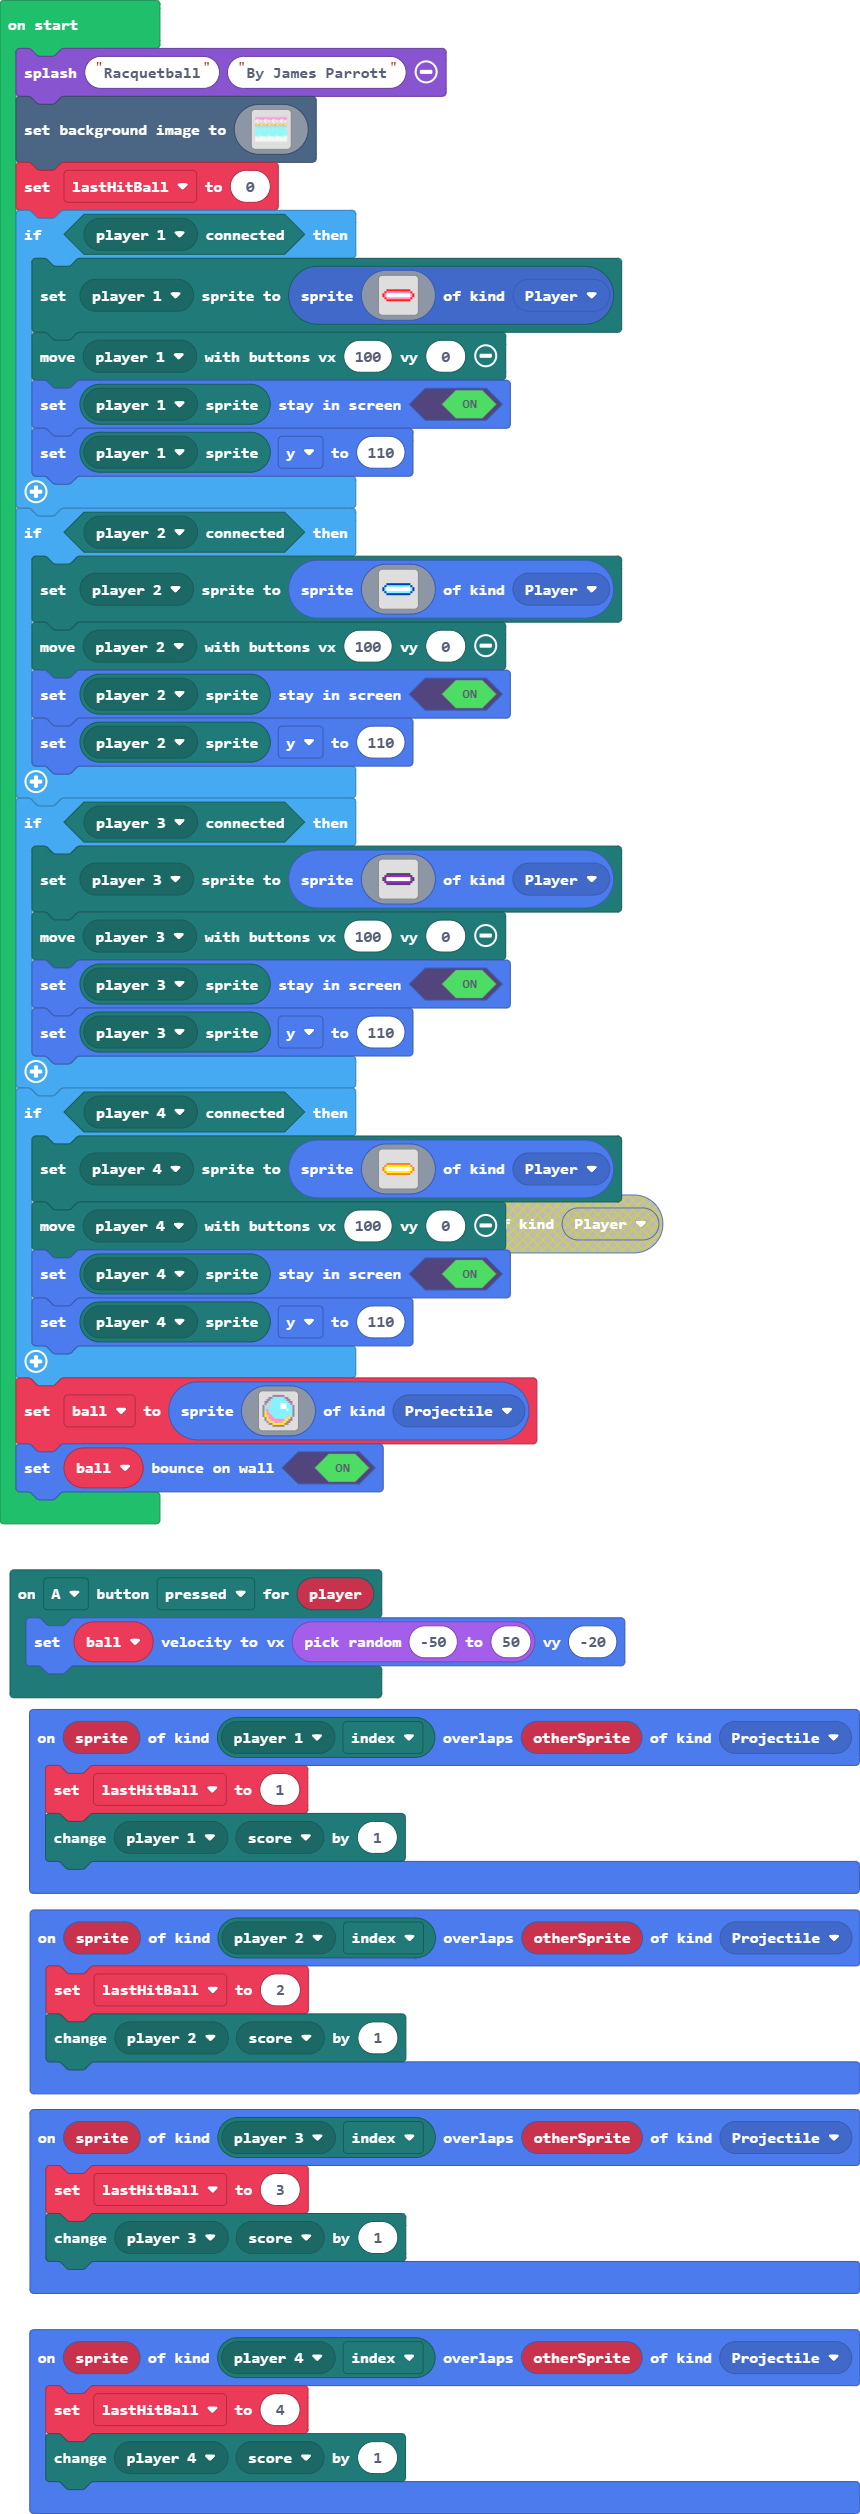 on start
splash "Racquetball" "By James Parrott"
set background image to
set lastHitBall to 0
if player 1 connected then
set player 1 sprite to sprite of kind Player
move player 1 with buttons vx 100 vy 0
set player 1 sprite stay in screen ON
set player 1 sprite y to 110
if player 2 connected then
set player 2 sprite to sprite of kind Player
move player 2 with buttons vx 100 vy 0
set player 2 sprite stay in screen ON
set player 2 sprite y to 110
if player 3 connected then
set player 3 sprite to sprite of kind Player
move player 3 with buttons vx 100 vy 0
set player 3 sprite stay in screen ON
set player 3 sprite y to 110
if player 4 connected then
set player 4 sprite to sprite of kind Player
move player 4 with buttons vx 100 vy 0 kind Player
set player 4 sprite stay in screen ON
set player 4 sprite y to 110
set ball to sprite of kind Projectile
set ball bounce on wall ON
on A button pressed for player
set ball velocity to vx pick random -50 to 50 vy -20
on sprite of kind player 1 index overlaps otherSprite of kind Projectile
set lastHitBall to 1
change player 1 score by 1
on sprite of kind player 2 index overlaps otherSprite of kind Projectile
set lastHitBall to 2
change player 2 score by 1
on sprite of kind player 3 index overlaps otherSprite of kind Projectile
set lastHitBall to 3
change player 3 score by 1
on sprite of kind player 4 index overlaps otherSprite of kind Projectile
set lastHitBall to 4
change player 4 score by 1